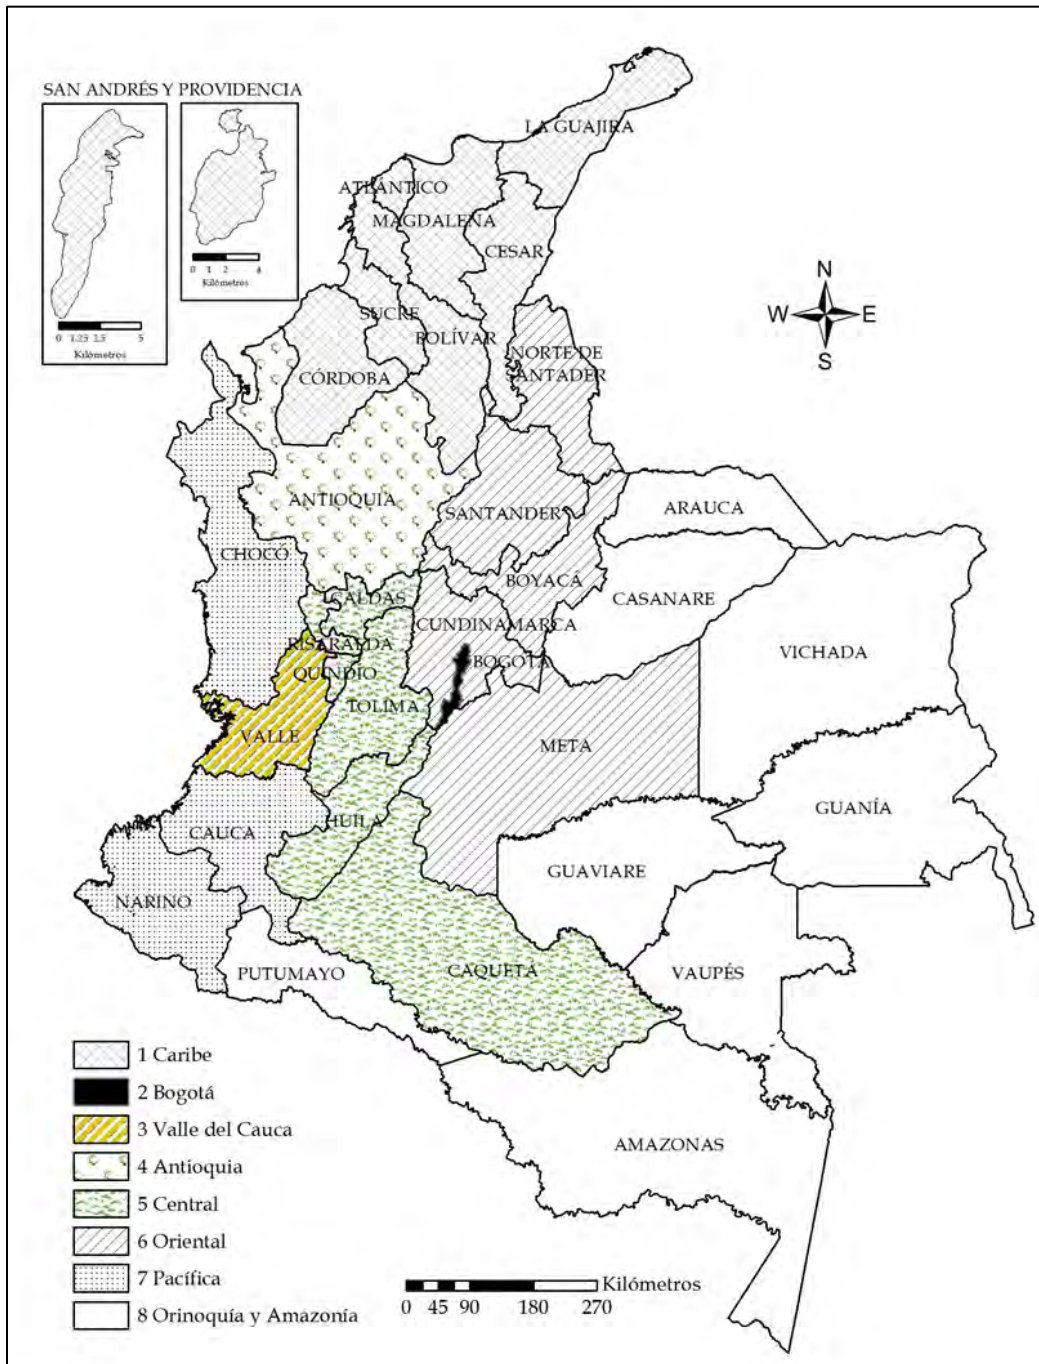 SAN ANDRÉS Y PROVIDENCIA
LA GUAJIRA
ATLÁNTICO
MAGDALENA
CESAR
0 1 2 4
Kilómetros
SUCRE
BOLÍVAR
0 1.25 2.5 5
Kilómetros
NORTE DE
SANTADER
CÓRDOBA
N
W E
S
ANTIOQUIA
SANTANDER
ARAUCA
CHOCÓ
BOYACÁ
CALDAS
CASANARE
CUNDINAMARCA
RISARALDA
BOGOTÁ
VICHADA
QUINDIO
TOLIMA
VALLE
META
GUANÍA
HUILA
CAUCA
GUAVIARE
NARINO
PUTUMAYO
CAQUETÁ
VAUPÉS
1 Caribe
2 Bogotá
3 Valle del Cauca
4 Antioquia
5 Central
6 Oriental
7 Pacífica
8 Orinoquía y Amazonía
AMAZONAS
Kilómetros
0 45 90 180 270